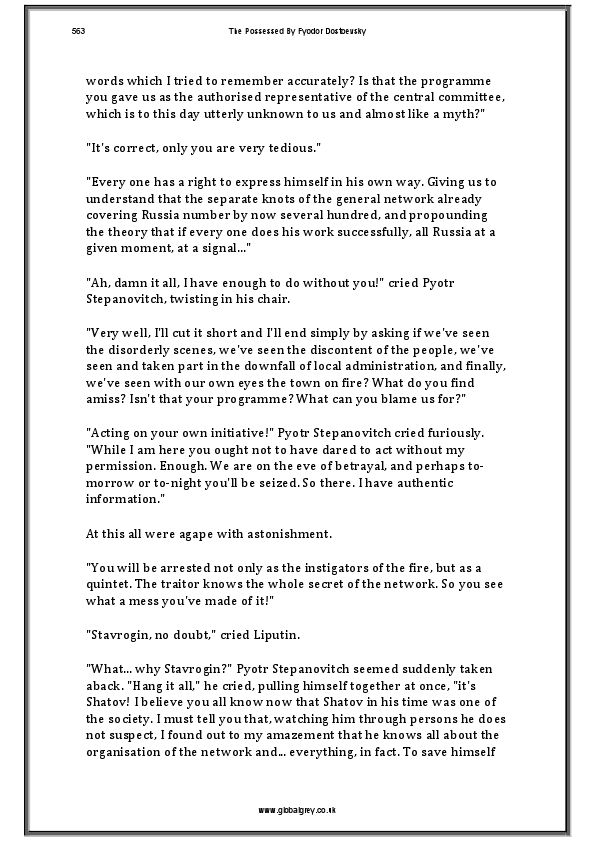 563
The Possessed By Fyodor Dostoevsky
words which I tried to remember accurately? Is that the programme
you gave us as the authorised representative of the central committee,
which is to this day utterly unknown to us and almost like a myth?"
"It's correct, only you are very tedious."
"Every one has a right to express himself in his own way. Giving us to
understand that the separate knots of the general network already
covering Russia number by now several hundred, and propounding
the theory that if every one does his work successfully, all Russia at a
given moment, at a signal..."
"Ah, damn it all, I have enough to do without you!" cried Pyotr
Stepanovitch, twisting in his chair.
"Very well, I'll cut it short and I'll end simply by asking if we've seen
the disorderly scenes, we've seen the discontent of the people, we've
seen and taken part in the downfall of local administration, and finally,
we've seen with our own eyes the town on fire? What do you find
amiss? Isn't that your programme? What can you blame us for?"
"Acting on your own initiative!" Pyotr Stepanovitch cried furiously.
"While I am here you ought not to have dared to act without my
permission. Enough. We are on the eve of betrayal, and perhaps to-
morrow or to-night you'll be seized. So there. I have authentic
information."
At this all were agape with astonishment.
"You will be arrested not only as the instigators of the fire, but as a
quintet. The traitor knows the whole secret of the network. So you see
what a mess you've made of it!"
"Stavrogin, no doubt," cried Liputin.
"What... why Stavrogin?" Pyotr Stepanovitch seemed suddenly taken
aback. "Hang it all," he cried, pulling himself together at once, "it's
Shatov! I believe you all know now that Shatov in his time was one of
the society. I must tell you that, watching him through persons he does
not suspect, I found out to my amazement that he knows all about the
organisation of the network and... everything, in fact. To save himself
www.globalgrey.co.uk